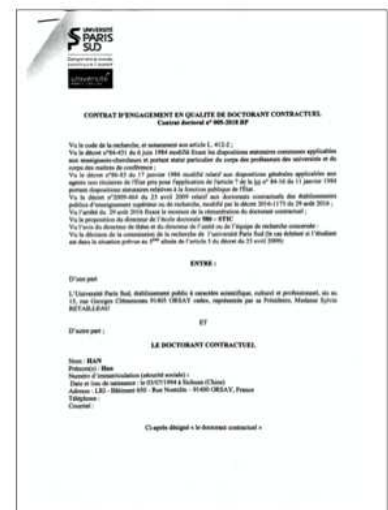 UNIVERSITÉ
PARIS
SUD
université
CONTRAT D'ENGAGEMENT EN QUALITE DE DOCTORANT CONTRACTUEL
Contrat doctoral n° 005-2018 BP
Vu le code de la recherche, et notamment son article L. 412-2 ;
Vu le décret n°84-431 du 6 juin 1984 modifié fixant les dispositions statutaires communes applicables
aux enseignants-chercheurs et portant statut particulier du corps des professeurs des universités et du
corps des maîtres de conférence ;
Vu le décret n°86-83 du 17 janvier 1986 modifié relatif aux dispositions générales applicables aux
agents non titulaires de l'Etat pris pour l'application de l'article 7 de la loi n° 84-16 du 11 janvier 1984
portant dispositions statutaires relatives à la fonction publique de l'Etat.
Vu le décret n°2009-464 du 23 avril 2009 relatif aux doctorants contractuels des établissements
publics d'enseignement supérieur ou de recherche, modifié par le décret 2016-1173 du 29 août 2016 ;
Vu l'arrêté du 29 août 2016 fixant le montant de la rémunération du doctorant contractuel ;
Vu la proposition du directeur de l'école doctorale 580 – STIC
Vu l'avis du directeur de thèse et du directeur de l'unité ou de l'équipe de recherche concernée
Vu la décision de la commission de la recherche de l'université Paris Sud (le cas échéant si l'étudiant
est dans la situation prévue au alinéa de l'article 3 du décret du 23 avril 2009)
ENTRE :
D'une part
L'Université Paris Sud, établissement public à caractère scientifique, culturel et professionnel, sis au
15, rue Georges Clémenceau 91405 ORSAY cedex, représentée par sa Présidente, Madame Sylvie
RETAILLEAU
ET
D'autre part ;
LE DOCTORANT CONTRACTUEL
Nom : HAN
Prénom(s) :
Numéro d'immatriculation (sécurité sociale) :
Date et lieu de naissance : le 03/07/1994 à Sichuan (Chine)
Adresse : LRI - Bâtiment 650 - Rue Noetzlin - 91400 ORSAY, France
Téléphone :
Courriel :
Ci-après désigné « le doctorant contractuel »